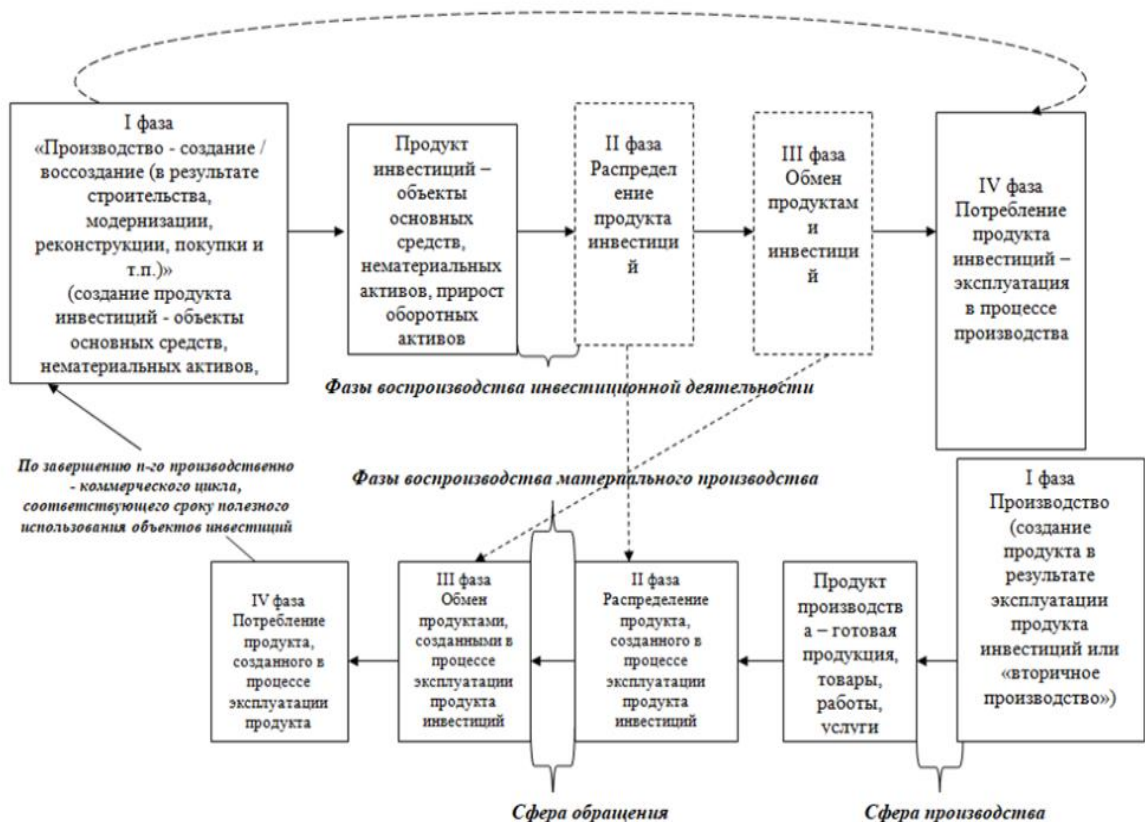 I фаза
«Производство - создание /
воссоздание (в результате
строительства,
модернизации,
реконструкции, покупки и
т.п.)»
(создание продукта
инвестиций - объекты
основных средств,
нематериальных активов,
Продукт
инвестиций –
объекты
основных
средств,
нематериальных
активов, прирост
оборотных
активов
II фаза
Распредел
ение
продукта
инвестици
й
III фаза
Обмен
продуктам
и
инвестиций
IV фаза
Потребление
продукта
инвестиций –
эксплуатация
в процессе
производства
Фазы воспроизводства инвестиционной деятельности
По завершению n-го производственно
- коммерческого цикла,
соответствующего сроку полезного
использования объектов инвестиций
Фазы воспроизводства материального производства
IV фаза
Потребление
продукта,
созданного в
процессе
эксплуатации
продукта
III фаза
Обмен
продуктами,
созданными в
процессе
эксплуатации
продукта
инвестиций
II фаза
Распределение
продукта,
созданного в
процессе
эксплуатации
продукта
инвестиций
Продукт
производств
а – готовая
продукция,
товары,
работы,
услуги
I фаза
Производство
(создание
продукта в
результате
эксплуатации
продукта
инвестиций или
«вторичное
производство»)
Сфера обращения
Сфера производства